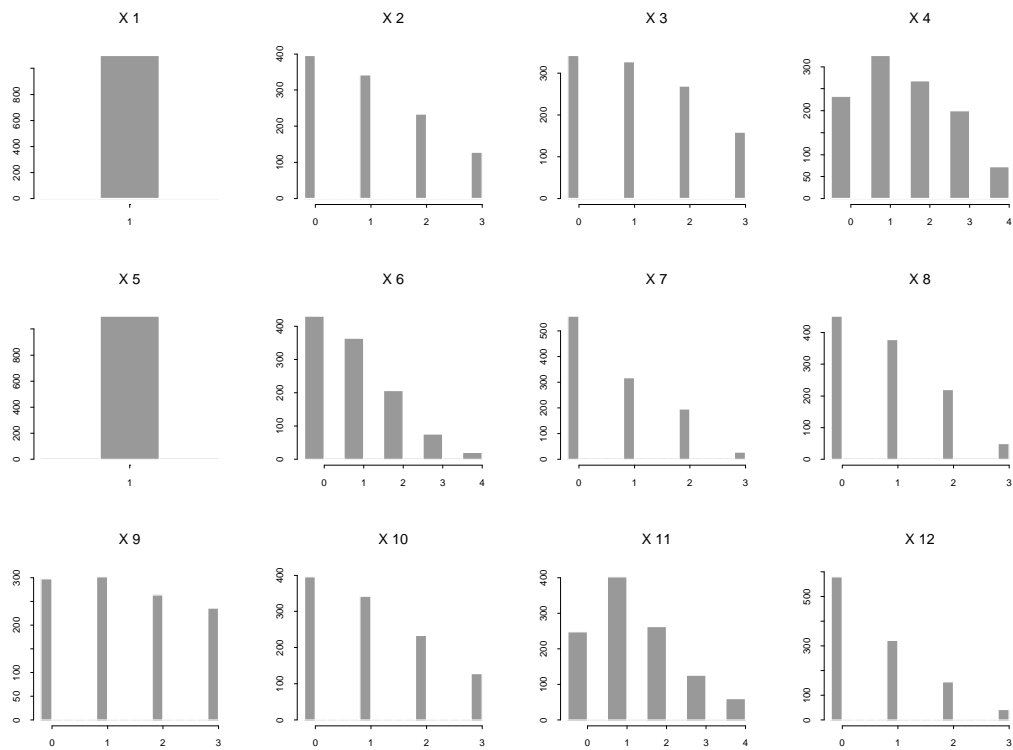 X 1
0 200 400 600 800
1
X 2
0 100 200 300 400
0 1 2 3
X 3
0 100 200 300
0 1 2 3
X 4
0 50 100 200 300
0 1 2 3 4
X 5
0 200 400 600 800
1
X 6
0 100 200 300 400
0 1 2 3 4
X 7
0 100 200 300 500
0 1 2 3
X 8
0 100 200 300 400
0 1 2 3
X 9
0 50 100 200 300
0 1 2 3
X 10
0 100 200 300 400
0 1 2 3
X 11
0 100 200 300 400
0 1 2 3 4
X 12
0 100 300 500
0 1 2 3